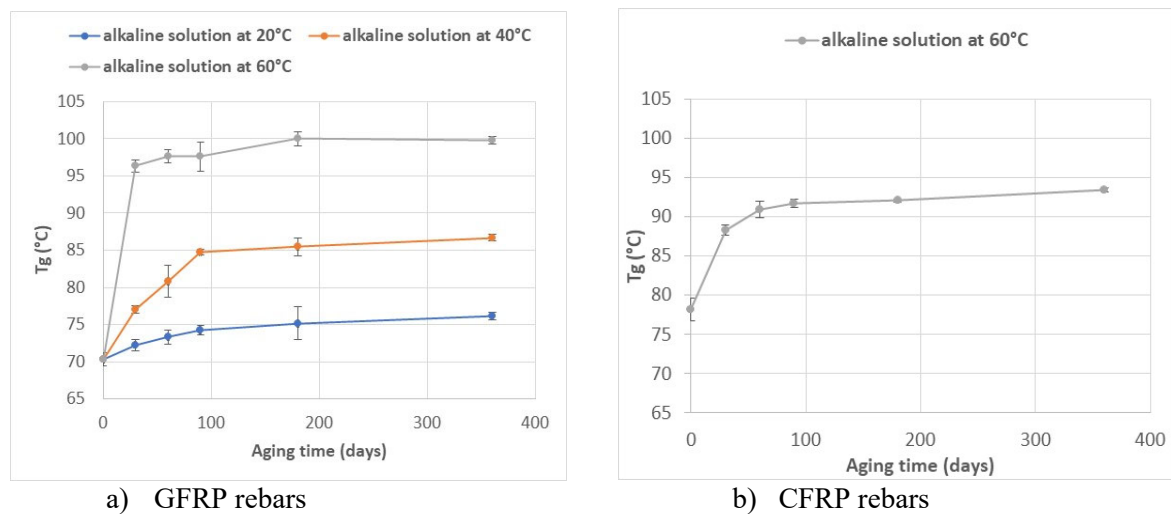 alkaline solution at 20°C alkaline solution at 40°C
alkaline solution at 60°C
105
100
95
90
85
80
75
70
65
Tg (°C)
0 100 200 300 400
Aging time (days)
a) GFRP rebars
alkaline solution at 60°C
105
100
95
90
85
80
75
70
65
Tg (°C)
0 100 200 300 400
Aging time (days)
b) CFRP rebars